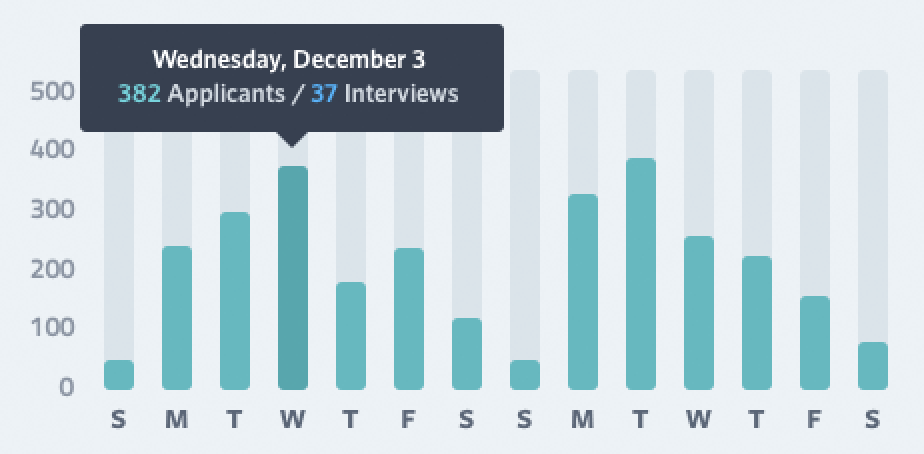 Wednesday, December 3
382 Applicants / 37 Interviews
500
400
300
200
100
0
S M T W T F S S M T W T F S